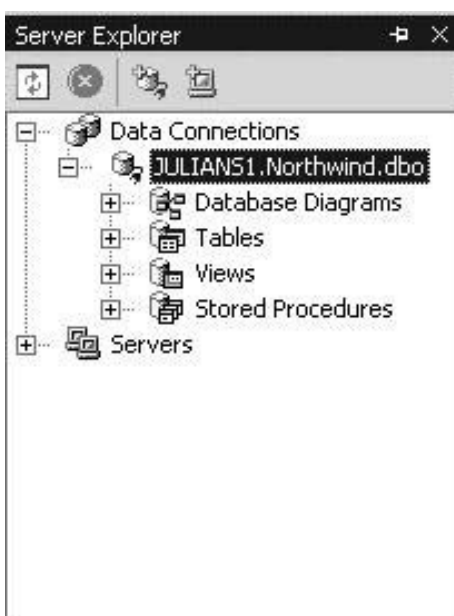 Server Explorer
Data Connections
JULIANS1.Northwind.dbo
Database Diagrams
Tables
Views
Stored Procedures
Servers